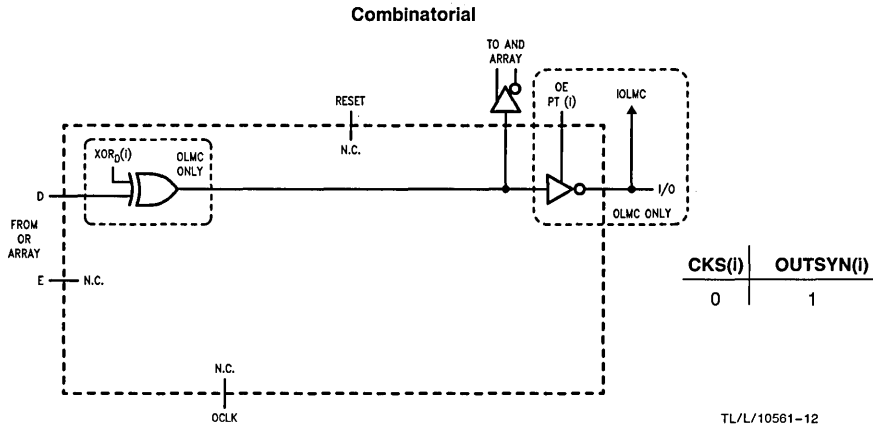 Combinatorial
TO AND
ARRAY
OE
PT (i)
IOLMC
RESET
N.C.
XOR_D(i)
OLMC
ONLY
D
I/O
OLMC ONLY
FROM
OR
ARRAY
E
N.C.
CKS(i) OUTSYN(i)
0 1
N.C.
OCLK
TL/L/10561-12